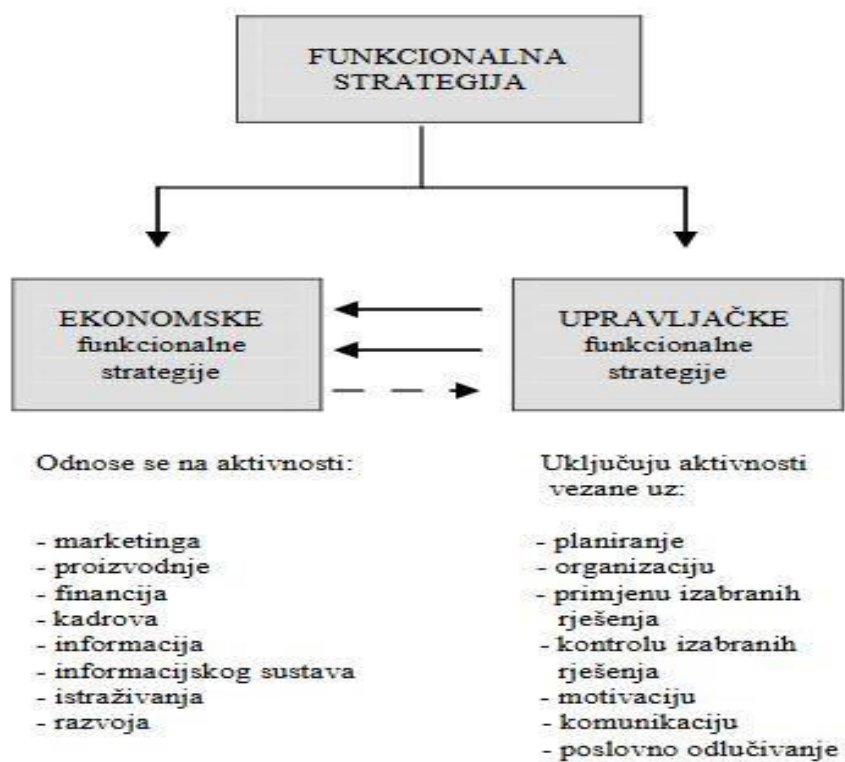 FUNKCIONALNA
STRATEGIJA
EKONOMSKE
funkcionalne
strategije
UPRAVLJAČKE
funkcionalne
strategije
Odnose se na aktivnosti:
- marketinga
- proizvodnje
- financija
- kadrova
- informacija
- informacijskog sustava
- istraživanja
- razvoja
Uključuju aktivnosti
vezane uz:
- planiranje
- organizaciju
- primjenu izabranih
rješenja
- kontrolu izabranih
rješenja
- motivaciju
- komunikaciju
- poslovno odlučivanje